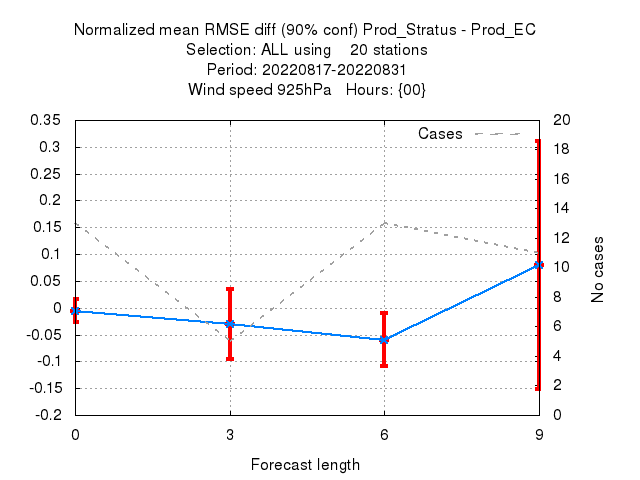 Normalized mean RMSE diff (90% conf) Prod_Stratus - Prod_EC
Selection: ALL using    20 stations
Period: 20220817-20220831
Wind speed 925hPa   Hours: {00}
Cases
0.35
0.3
0.25
0.2
0.15
0.1
0.05
0
-0.05
-0.1
-0.15
-0.2
20
18
16
14
12
10
8
6
4
2
0
No cases
0 3 6 9
Forecast length